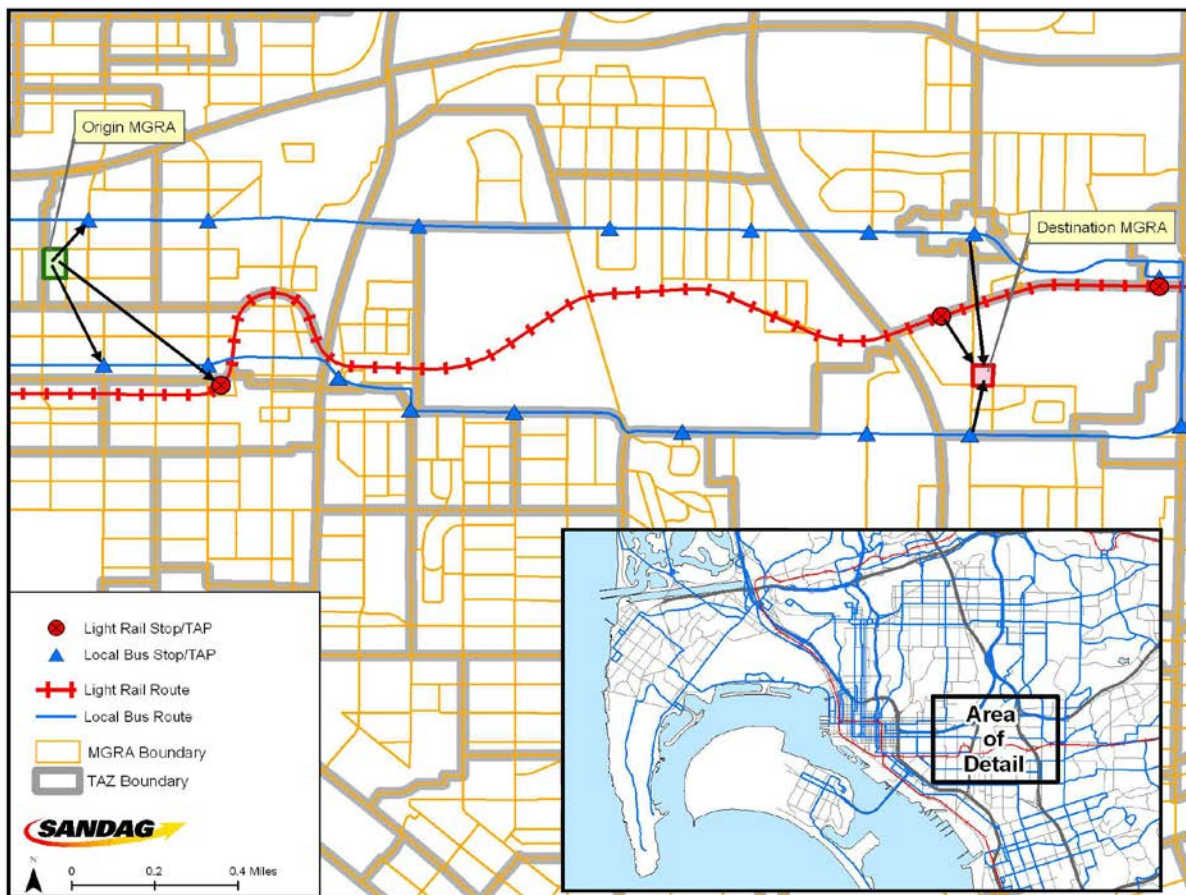 Origin MGRA
Destination MGRA
Light Rail Stop/TAP
Local Bus Stop/TAP
Light Rail Route
Local Bus Route
MGRA Boundary
TAZ Boundary
SANDAG
N
0 0.2 0.4 Miles
Area
of
Detail